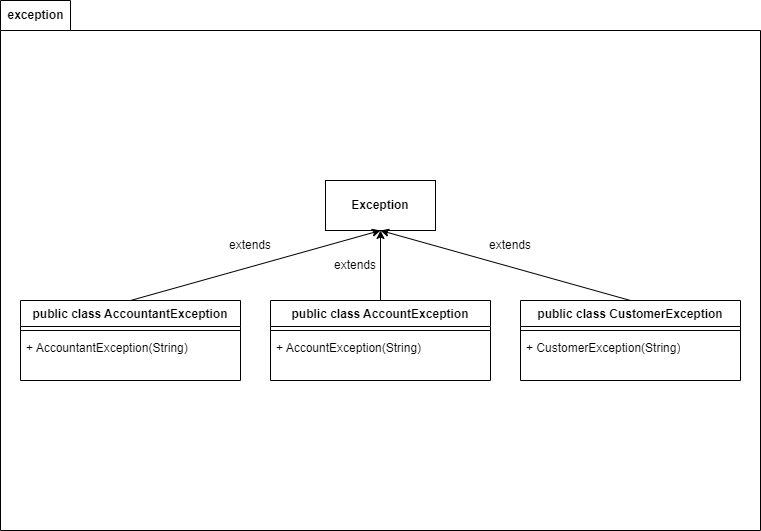 exception
Exception
extends
extends
extends
public class AccountantException
public class AccountException
public class CustomerException
+ AccountantException(String)
+ AccountException(String)
+ CustomerException(String)